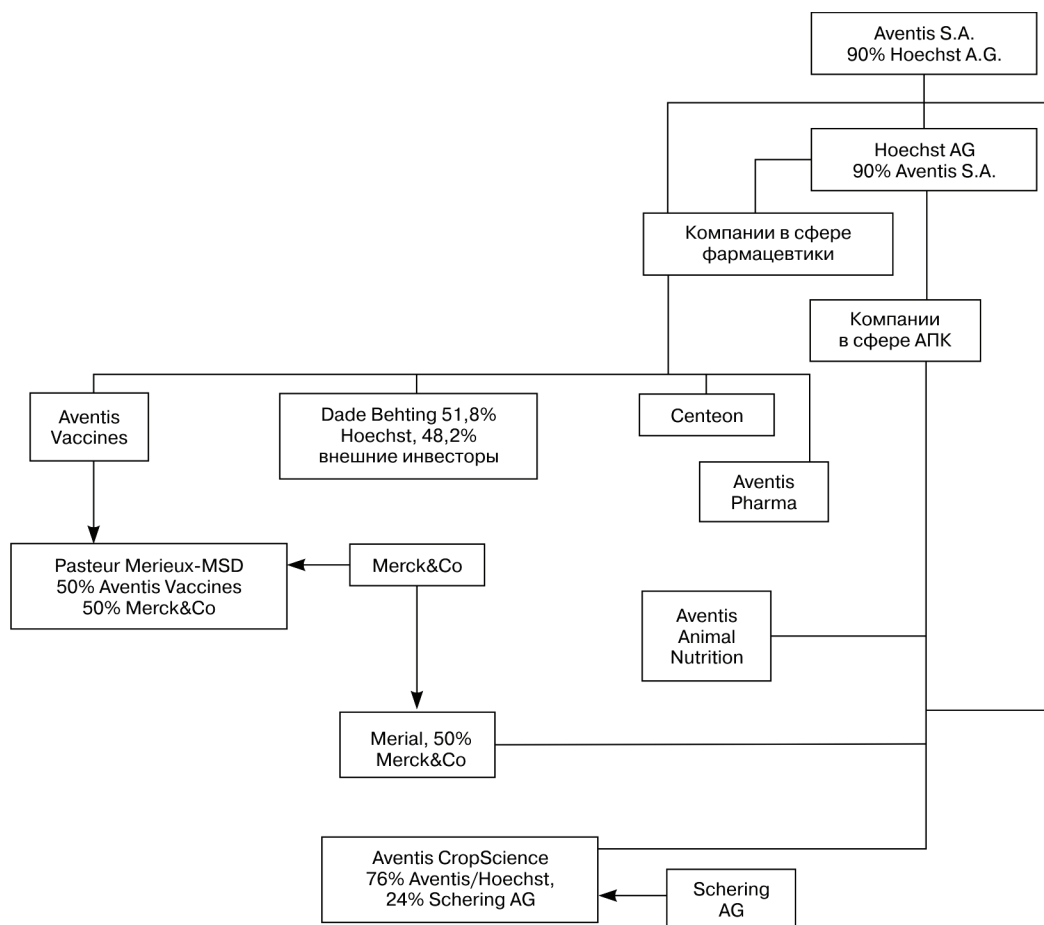 Aventis S.A.
90% Hoechst A.G.
Hoechst AG
90% Aventis S.A.
Компании в сфере
фармацевтики
Компании
в сфере АПК
Aventis
Vaccines
Dade Behting 51,8%
Hoechst, 48,2%
внешние инвесторы
Centeon
Aventis
Pharma
Pasteur Merieux-MSD
50% Aventis Vaccines
50% Merck&Co
Merck&Co
Aventis
Animal
Nutrition
Merial, 50%
Merck&Co
Aventis CropScience
76% Aventis/Hoechst,
24% Schering AG
Schering
AG